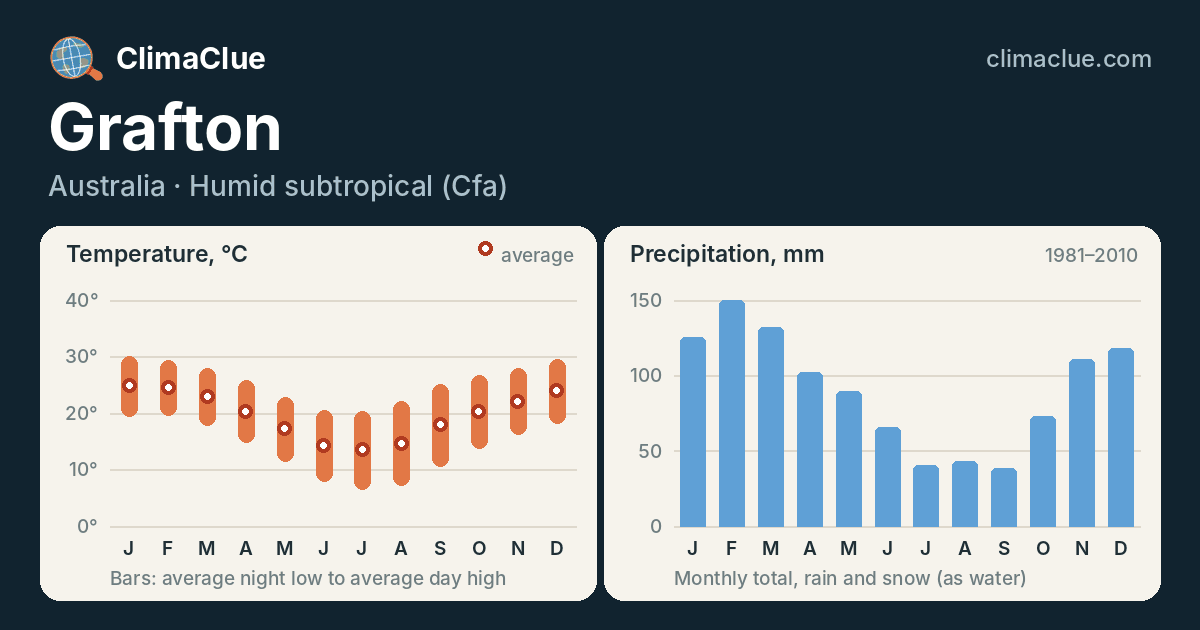 ClimaClue
climaclue.com
Grafton
Australia · Humid subtropical (Cfa)
Temperature, °C
average
40°
30°
20°
10°
0°
J F M A M J J A S O N D
Bars: average night low to average day high
Precipitation, mm
1981–2010
150
100
50
0
J F M A M J J A S O N D
Monthly total, rain and snow (as water)